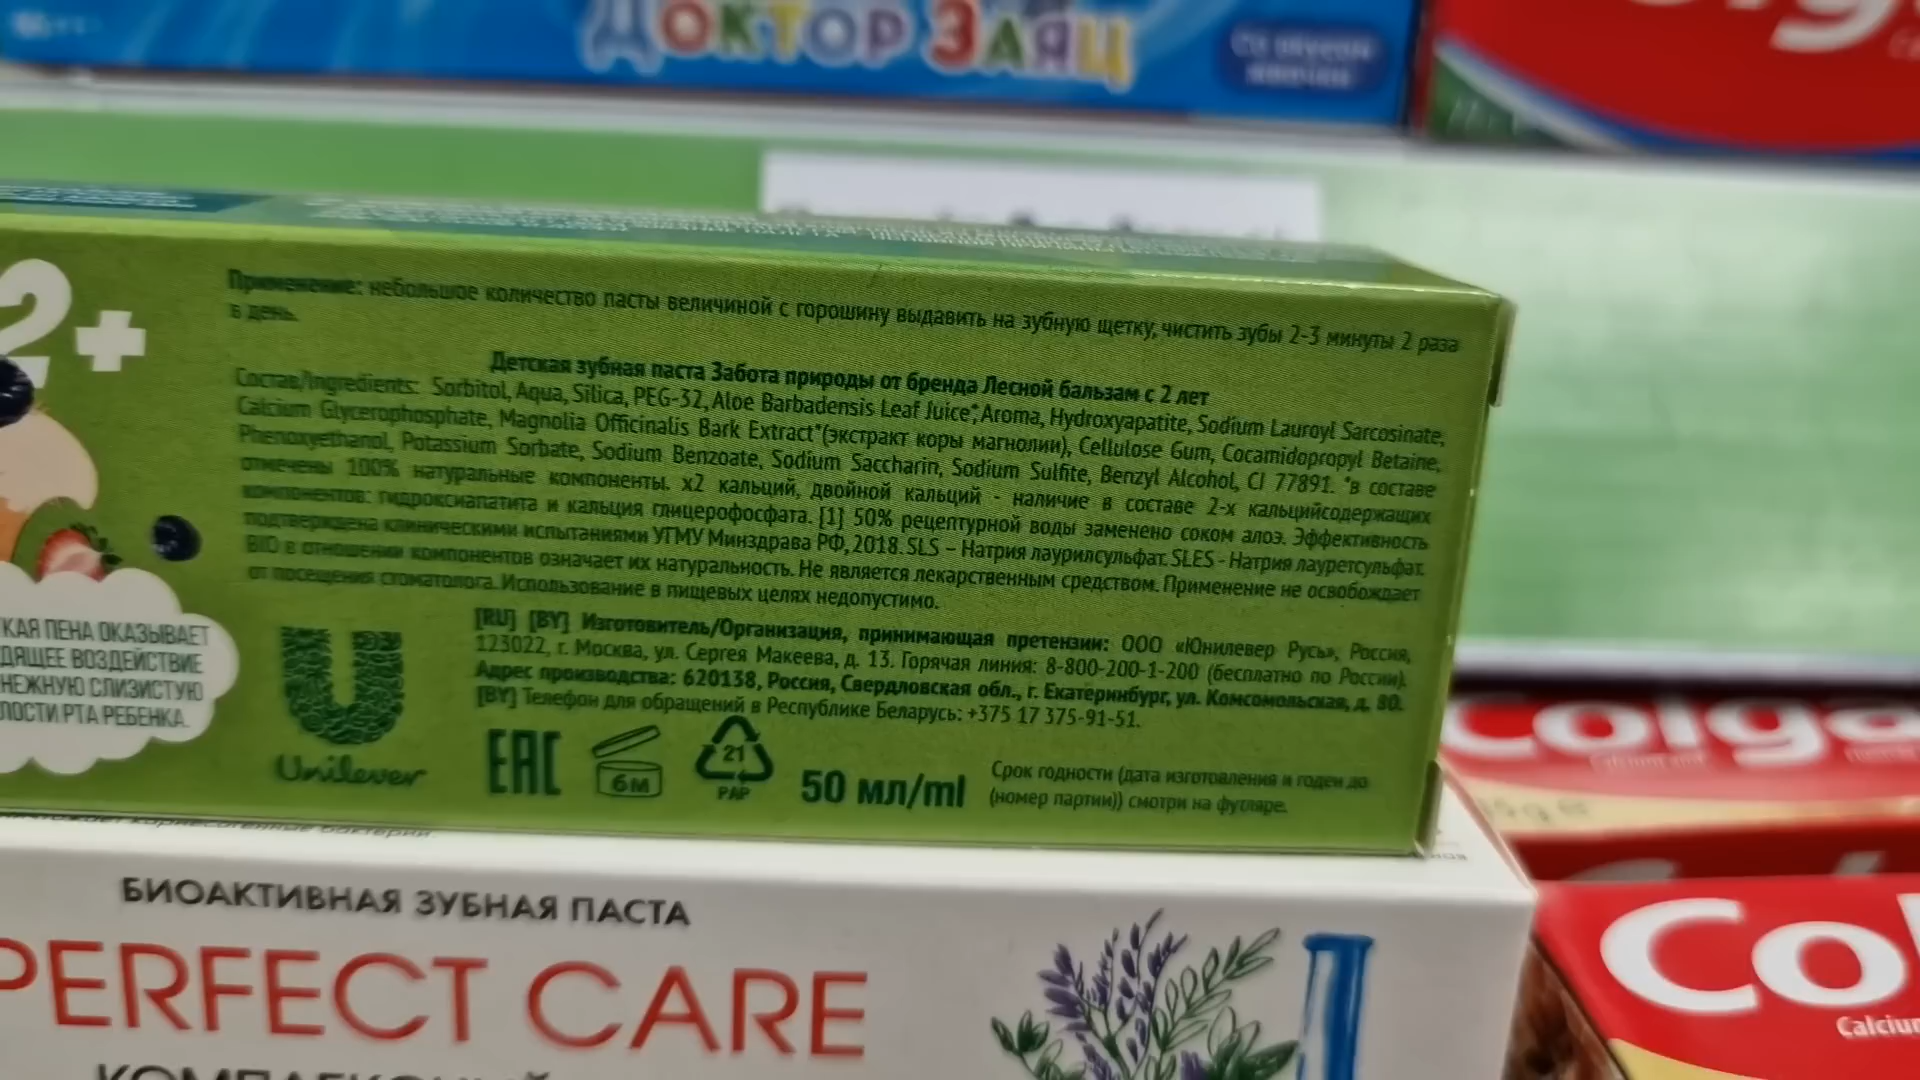 ДОКТОР ЗАЯЦ
Со вкусом
2+
Применение: небольшое количество пасты величиной с горошину выдавить на зубную щетку, чистить зубы 2-3 минуты 2 раза
в день.
Детская зубная паста Забота природы от бренда Лесной бальзам с 2 лет
Состав/Ingredients: Sorbitol, Aqua, Silica, PEG-32, Aloe Barbadensis Leaf Juice*, Aroma, Hydroxyapatite, Sodium Lauroyl Sarcosinate,
Calcium Glycerophosphate, Magnolia Officinalis Bark Extract*(экстракт коры магнолии), Cellulose Gum, Cocamidopropyl Betaine,
Phenoxyethanol, Potassium Sorbate, Sodium Benzoate, Sodium Saccharin, Sodium Sulfite, Benzyl Alcohol, CI 77891. *в составе
отмечены 100% натуральные компоненты. x2 кальций, двойной кальций - наличие в составе 2-х кальцийсодержащих
компонентов: гидроксиапатита и кальция глицерофосфата. [1] 50% рецептурной воды заменено соком алоэ. Эффективность
подтверждена клиническими испытаниями УГМУ Минздрава РФ, 2018. SLS – Натрия лаурилсульфат. SLES - Натрия лауретсульфат.
BIO в отношении компонентов означает их натуральность. Не является лекарственным средством. Применение не освобождает
от посещения стоматолога. Использование в пищевых целях недопустимо.
КАЯ ПЕНА ОКАЗЫВАЕТ
ДЯЩЕЕ ВОЗДЕЙСТВИЕ
НЕЖНУЮ СЛИЗИСТУЮ
ЛОСТИ РТА РЕБЕНКА.
[RU] [BY] Изготовитель/Организация, принимающая претензии: ООО «Юнилевер Русь», Россия,
123022, г. Москва, ул. Сергея Макеева, д. 13. Горячая линия: 8-800-200-1-200 (бесплатно по России).
Адрес производства: 620138, Россия, Свердловская обл., г. Екатеринбург, ул. Комсомольская, д. 80.
[BY] Телефон для обращений в Республике Беларусь: +375 17 375-91-51.
Unilever
EAC
6М
21
PAP
50 мл/ml
Срок годности (дата изготовления и годен до
(номер партии)) смотри на футляре.
Colga
БИОАКТИВНАЯ ЗУБНАЯ ПАСТА
PERFECT CARE
Col
Calcium